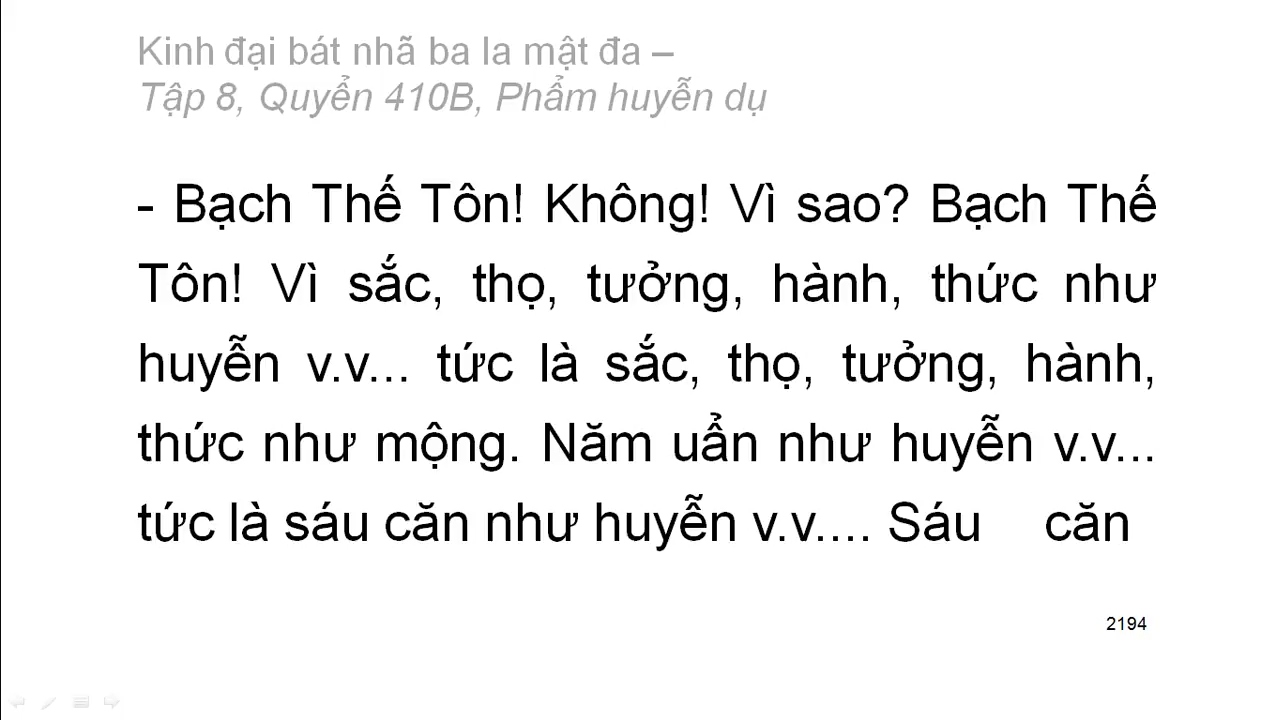 Kinh đại bát nhã ba la mật đa –
Tập 8, Quyển 410B, Phẩm huyễn dụ
- Bạch Thế Tôn! Không! Vì sao? Bạch Thế
Tôn! Vì sắc, thọ, tưởng, hành, thức như
huyễn v.v... tức là sắc, thọ, tưởng, hành,
thức như mộng. Năm uẩn như huyễn v.v...
tức là sáu căn như huyễn v.v.... Sáu căn
2194